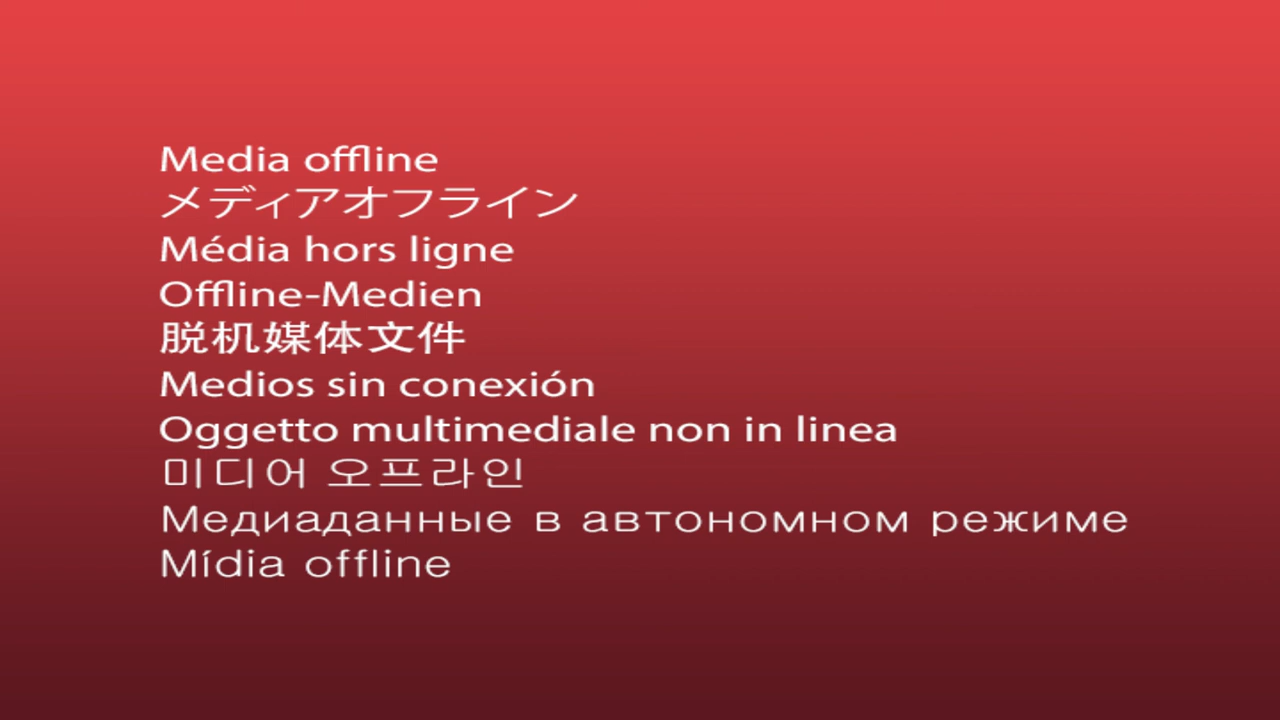 Media offline
メディアオフライン
Média hors ligne
Offline-Medien
脱机媒体文件
Medios sin conexión
Oggetto multimediale non in linea
미디어 오프라인
Медиаданные в автономном режиме
Mídia offline